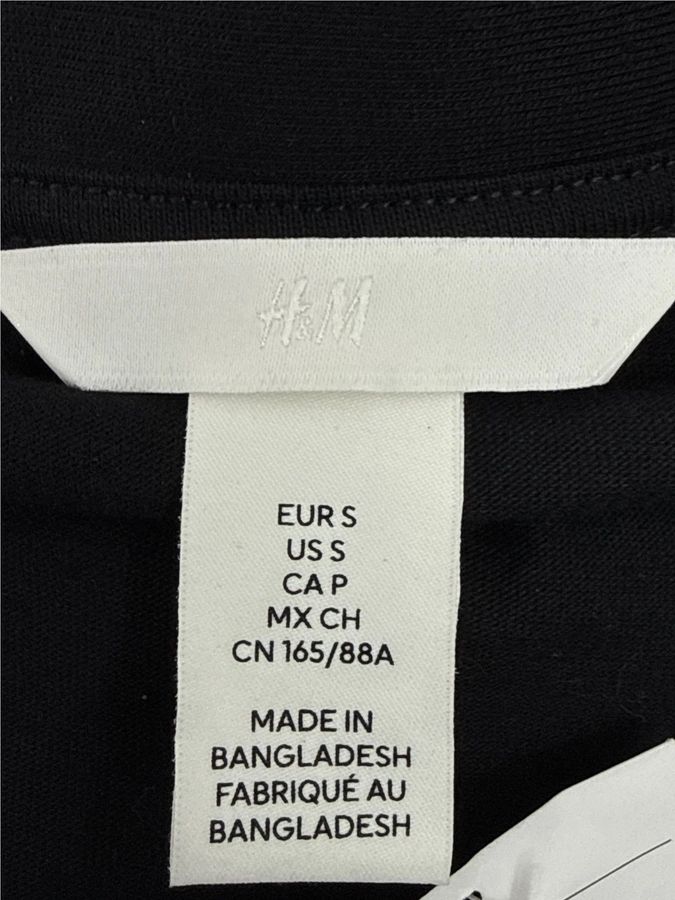 H&M
EUR S
US S
CA P
MX CH
CN 165/88A
MADE IN
BANGLADESH
FABRIQUÉ AU
BANGLADESH